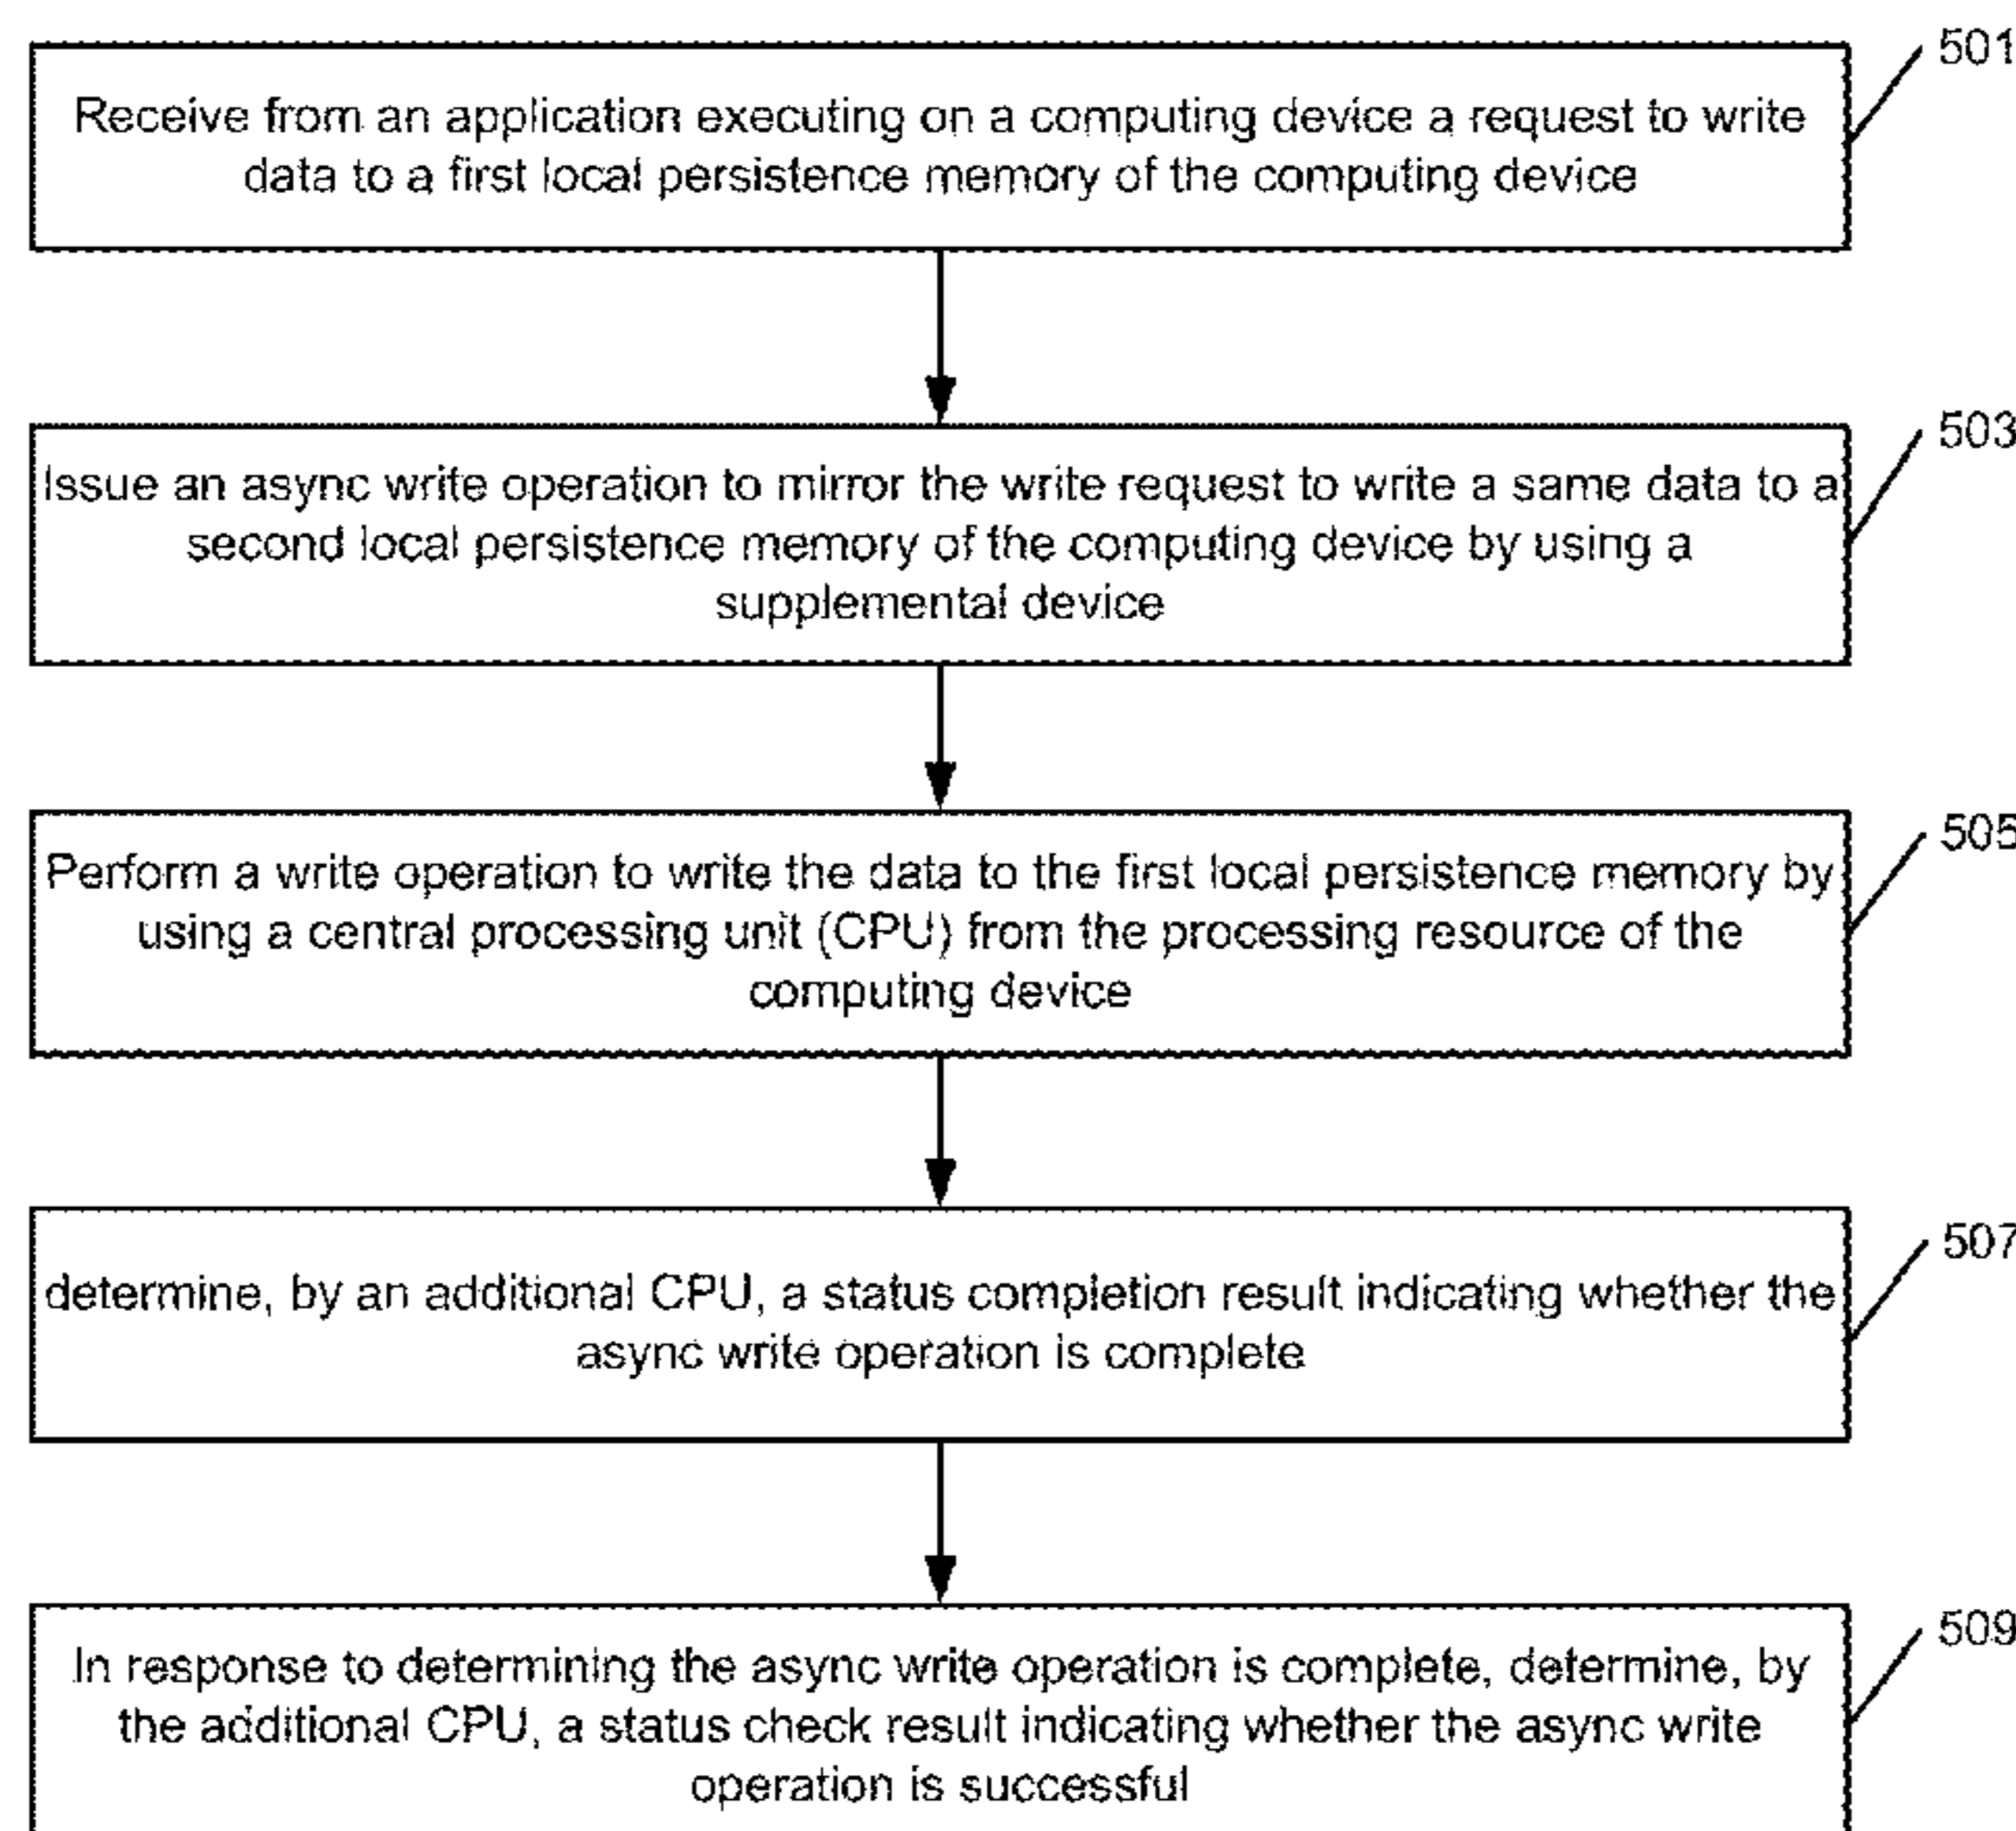 501
Receive from an application executing on a computing device a request to write
data to a first local persistence memory of the computing device
503
Issue an async write operation to mirror the write request to write a same data to a
second local persistence memory of the computing device by using a
supplemental device
505
Perform a write operation to write the data to the first local persistence memory by
using a central processing unit (CPU) from the processing resource of the
computing device
507
determine, by an additional CPU, a status completion result indicating whether the
async write operation is complete
509
In response to determining the async write operation is complete, determine, by
the additional CPU, a status check result indicating whether the async write
operation is successful